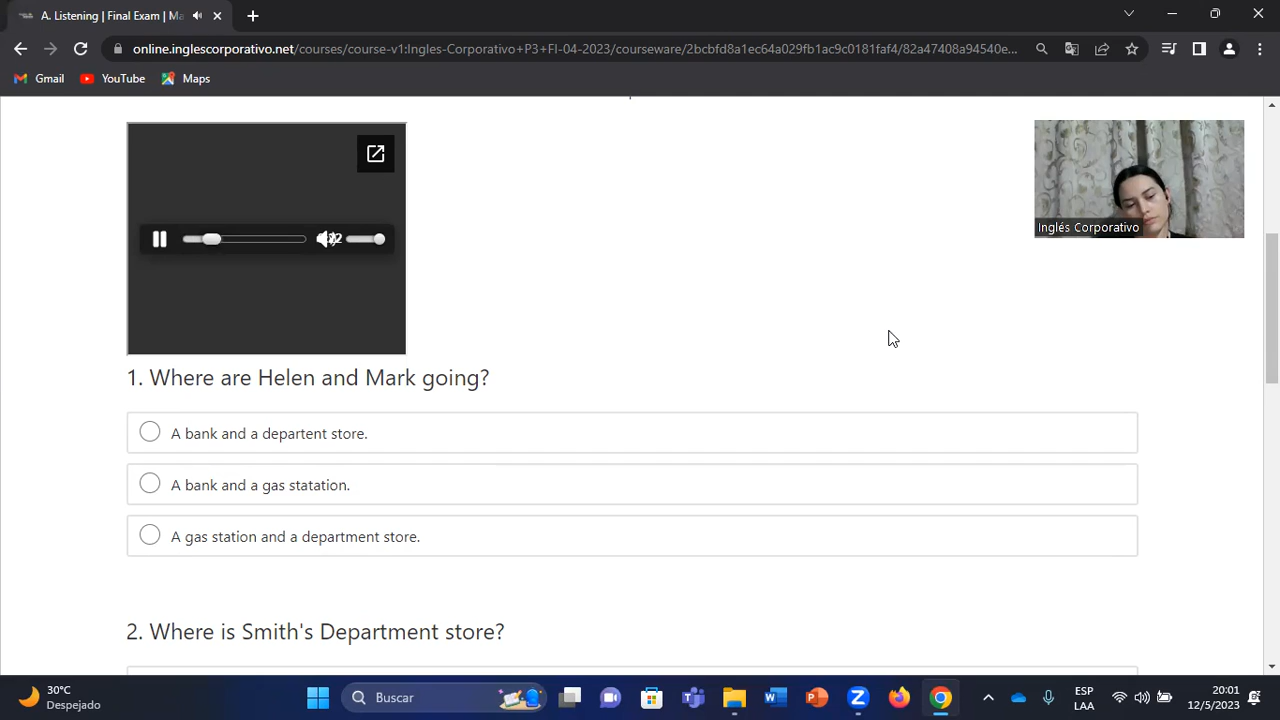 A. Listening | Final Exam | Ma
online.inglescorporativo.net/courses/course-v1:Ingles-Corporativo+P3+FI-04-2023/courseware/2bcbfd8a1ec64a029fb1ac9c0181faf4/82a47408a94540e...
Gmail YouTube Maps
Inglés Corporativo
1. Where are Helen and Mark going?
A bank and a departent store.
A bank and a gas statation.
A gas station and a department store.
2. Where is Smith's Department store?
30°C
Despejado
Buscar
ESP
LAA
20:01
12/5/2023